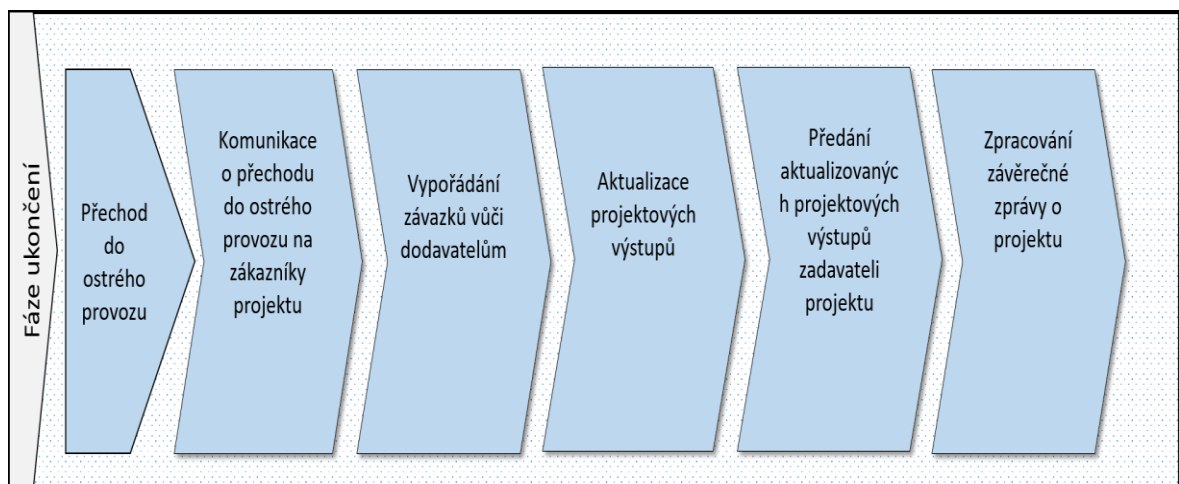 Fáze ukončení
Přechod
do
ostrého
provozu
Komunikace
o přechodu
do ostrého
provozu na
zákazníky
projektu
Vypořádání
závazků vůči
dodavatelům
Aktualizace
projektových
výstupů
Předání
aktualizovanýc
h projektových
výstupů
zadavateli
projektu
Zpracování
závěrečné
zprávy o
projektu